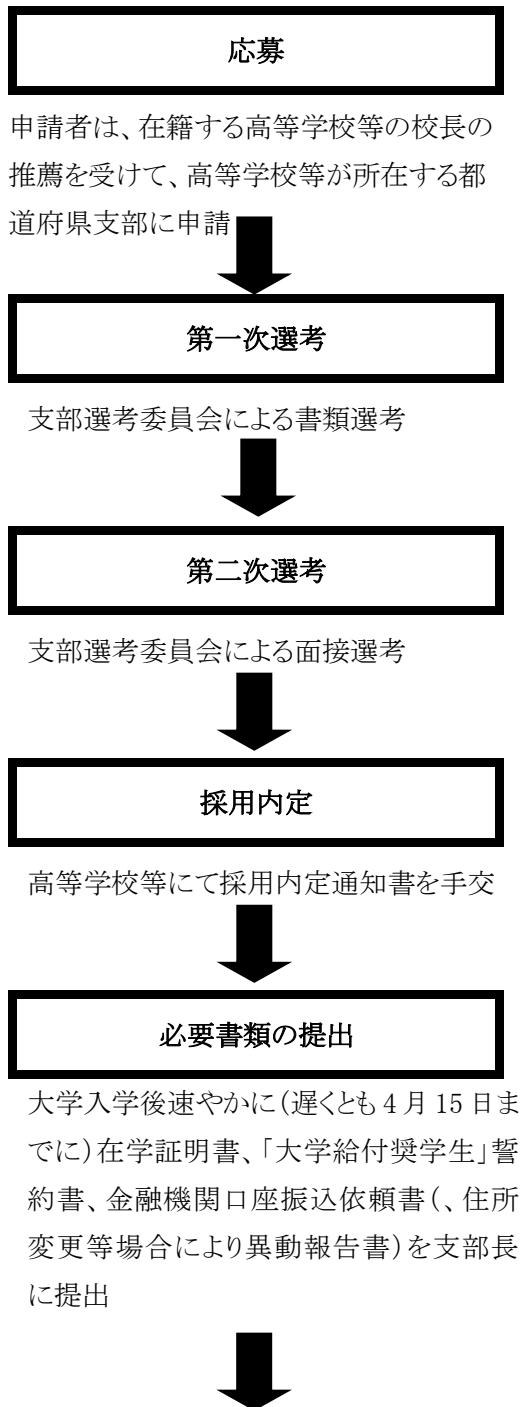 応募
申請者は、在籍する高等学校等の校長の
推薦を受けて、高等学校等が所在する都
道府県支部に申請
第一次選考
支部選考委員会による書類選考
第二次選考
支部選考委員会による面接選考
採用内定
高等学校等にて採用内定通知書を手交
必要書類の提出
大学入学後速やかに(遅くとも4月15日ま
でに)在学証明書、「大学給付奨学生」誓
約書、金融機関口座振込依頼書(、住所
変更等場合により異動報告書)を支部長
に提出